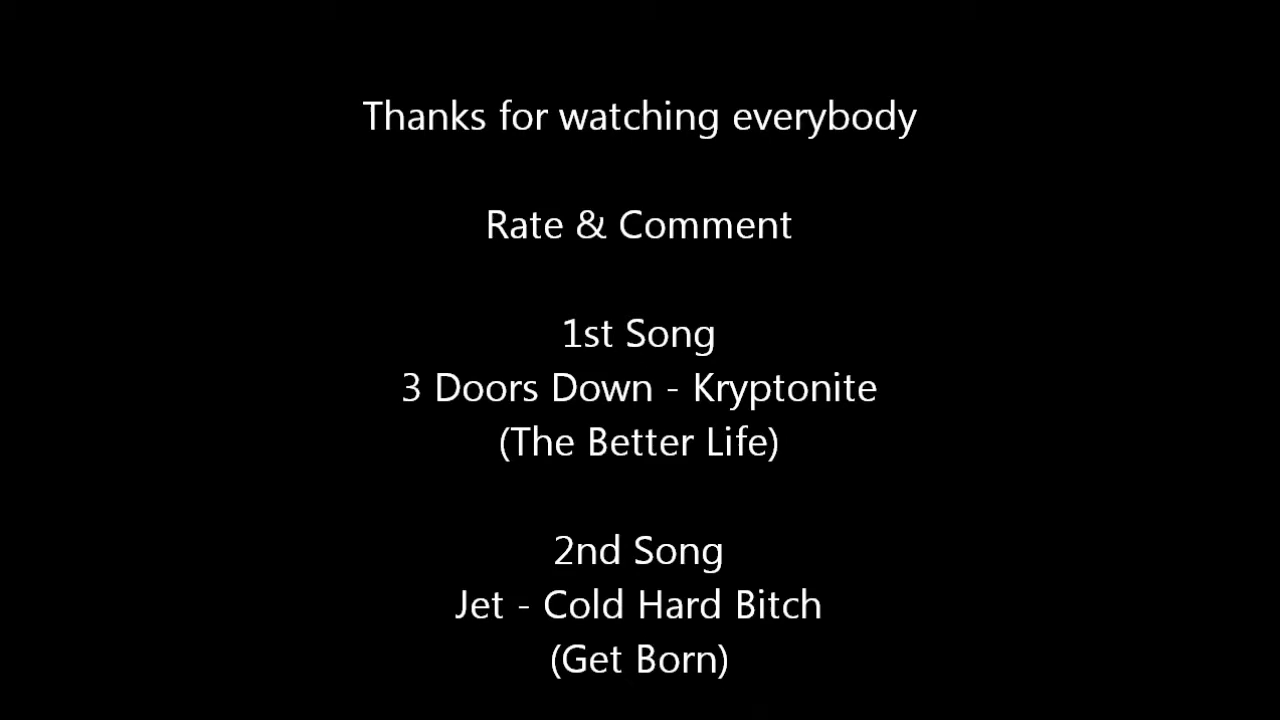 Thanks for watching everybody
Rate & Comment
1st Song
3 Doors Down - Kryptonite
(The Better Life)
2nd Song
Jet - Cold Hard Bitch
(Get Born)